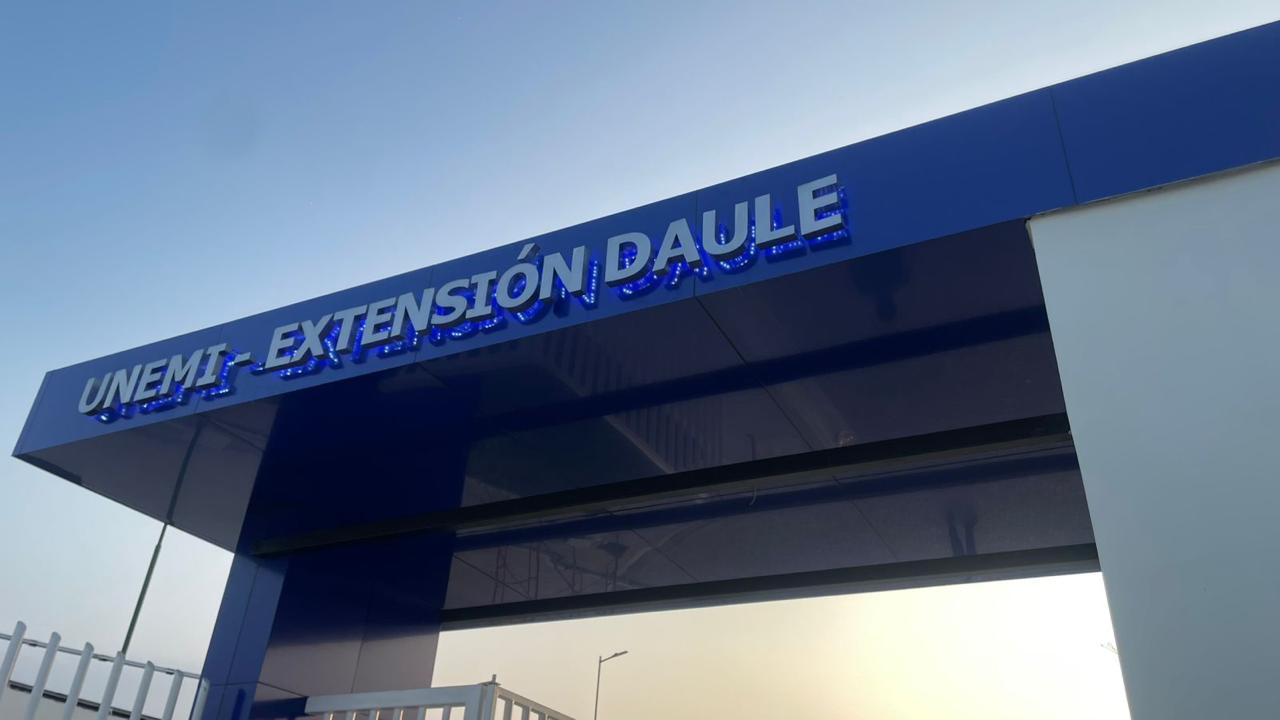 UNEMI - EXTENSIÓN DAULE